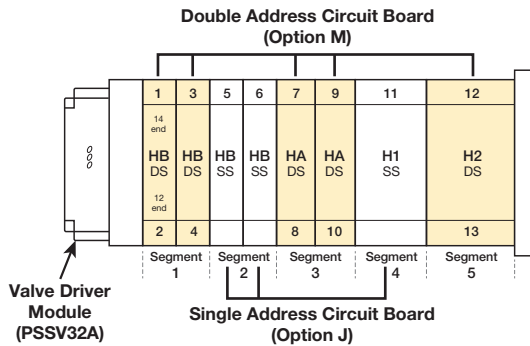 Double Address Circuit Board
(Option M)
1 3 5 6 7 9 11 12
14
end
HB HB HB HB HA HA H1 H2
DS DS SS SS DS DS SS DS
12
end
2 4 8 10 13
Segment Segment Segment Segment Segment
1 2 3 4 5
Valve Driver
Module
(PSSV32A)
Single Address Circuit Board
(Option J)